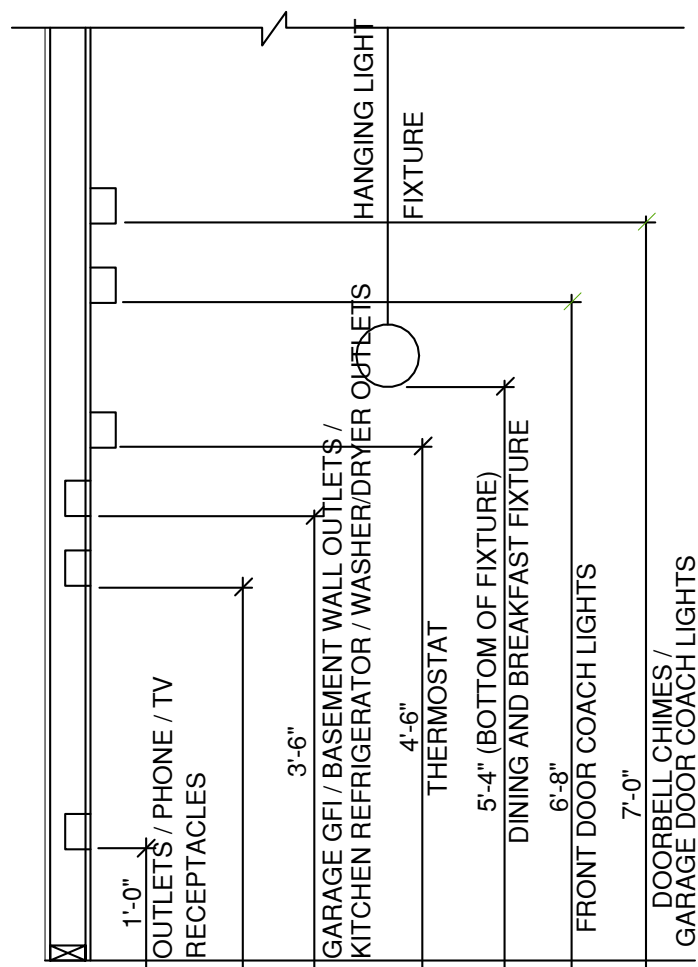 HANGING LIGHT
FIXTURE
1'-0"
OUTLETS / PHONE / TV
RECEPTACLES
3'-6"
GARAGE GFI / BASEMENT WALL OUTLETS /
KITCHEN REFRIGERATOR / WASHER/DRYER OUTLETS
4'-6"
THERMOSTAT
5'-4" (BOTTOM OF FIXTURE)
DINING AND BREAKFAST FIXTURE
6'-8"
FRONT DOOR COACH LIGHTS
7'-0"
DOORBELL CHIMES /
GARAGE DOOR COACH LIGHTS